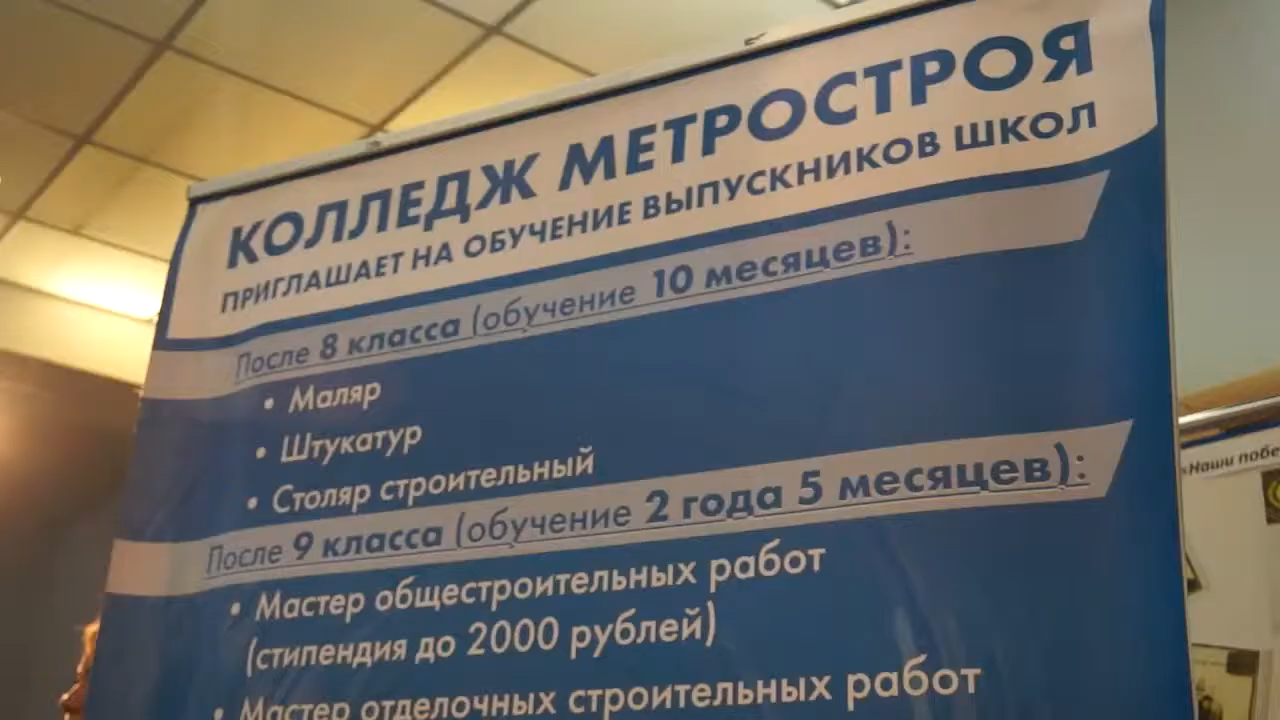 КОЛЛЕДЖ МЕТРОСТРОЯ
ПРИГЛАШАЕТ НА ОБУЧЕНИЕ ВЫПУСКНИКОВ ШКОЛ
После 8 класса (обучение 10 месяцев):
• Маляр
• Штукатур
• Столяр строительный
После 9 класса (обучение 2 года 5 месяцев):
• Мастер общестроительных работ
(стипендия до 2000 рублей)
• Мастер отделочных строительных работ
«Наши побе